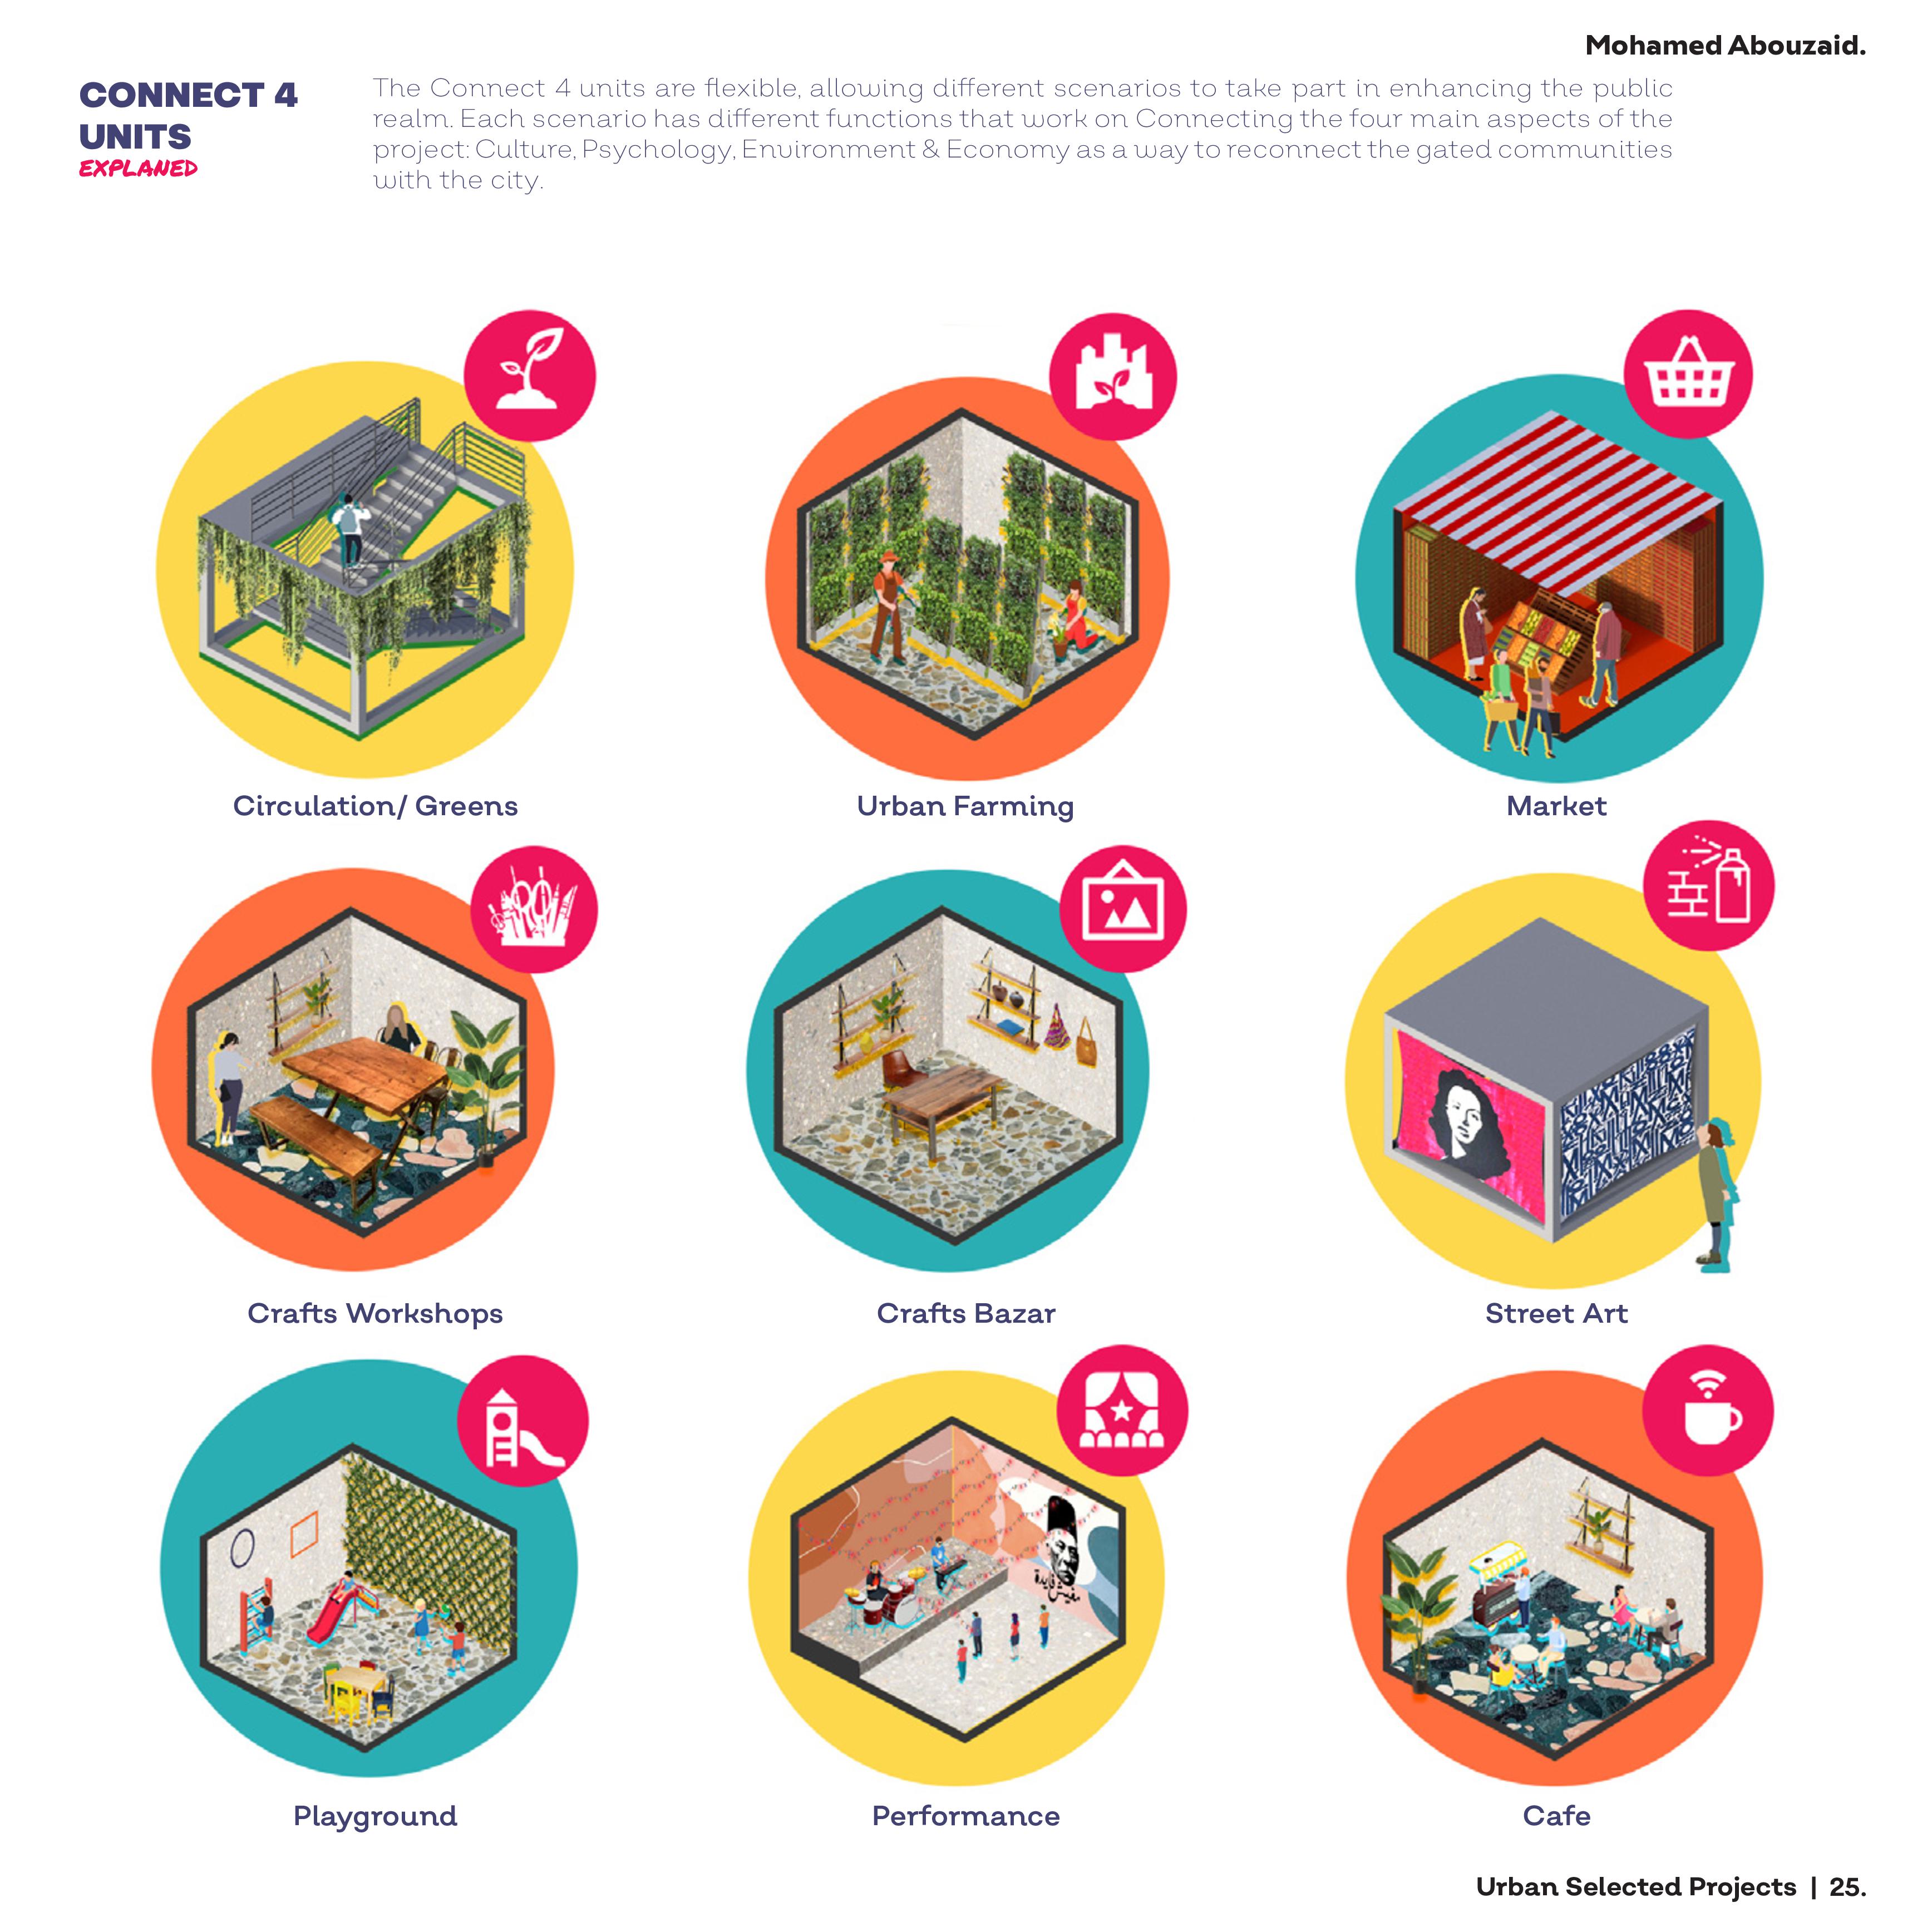 Mohamed Abouzaid.
CONNECT 4
UNITS
EXPLANED
The Connect 4 units are flexible, allowing different scenarios to take part in enhancing the public
realm. Each scenario has different functions that work on Connecting the four main aspects of the
project: Culture, Psychology, Environment & Economy as a way to reconnect the gated communities
with the city.
Circulation/ Greens
Urban Farming
Market
Crafts Workshops
Crafts Bazar
Street Art
مفيش فايدة
Playground
Performance
Cafe
Urban Selected Projects | 25.